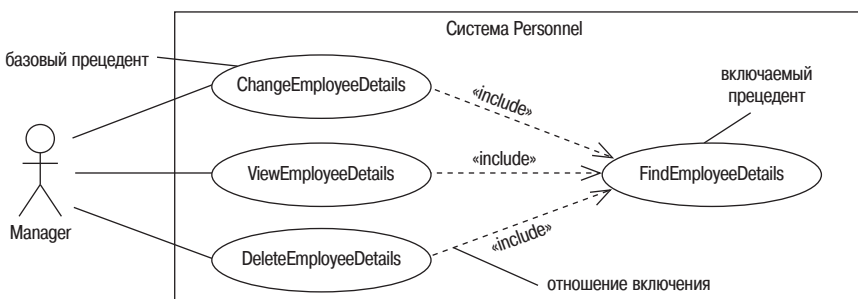 Система Personnel
базовый прецедент
ChangeEmployeeDetails
«include»
включаемый
прецедент
ViewEmployeeDetails
«include»
FindEmployeeDetails
Manager
DeleteEmployeeDetails
«include»
отношение включения